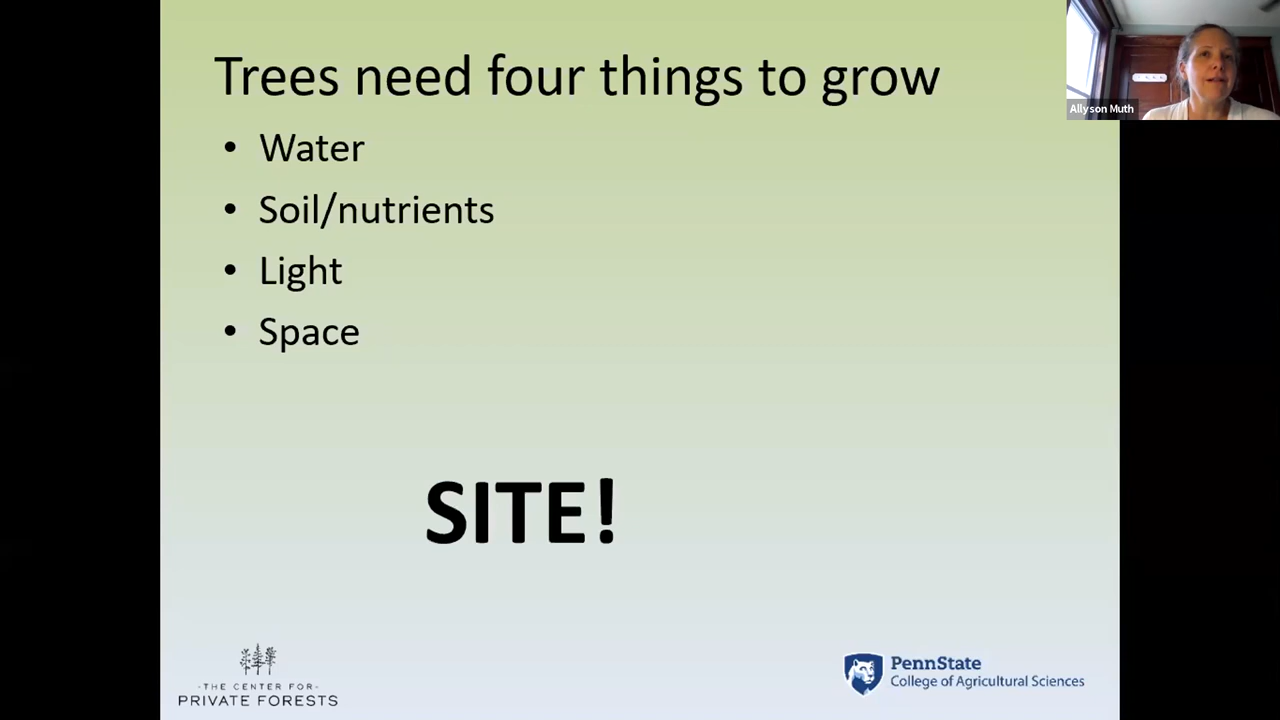 Trees need four things to grow
Allyson Muth
• Water
• Soil/nutrients
• Light
• Space
SITE!
-THE CENTER FOR-
PRIVATE FORESTS
PennState
College of Agricultural Sciences